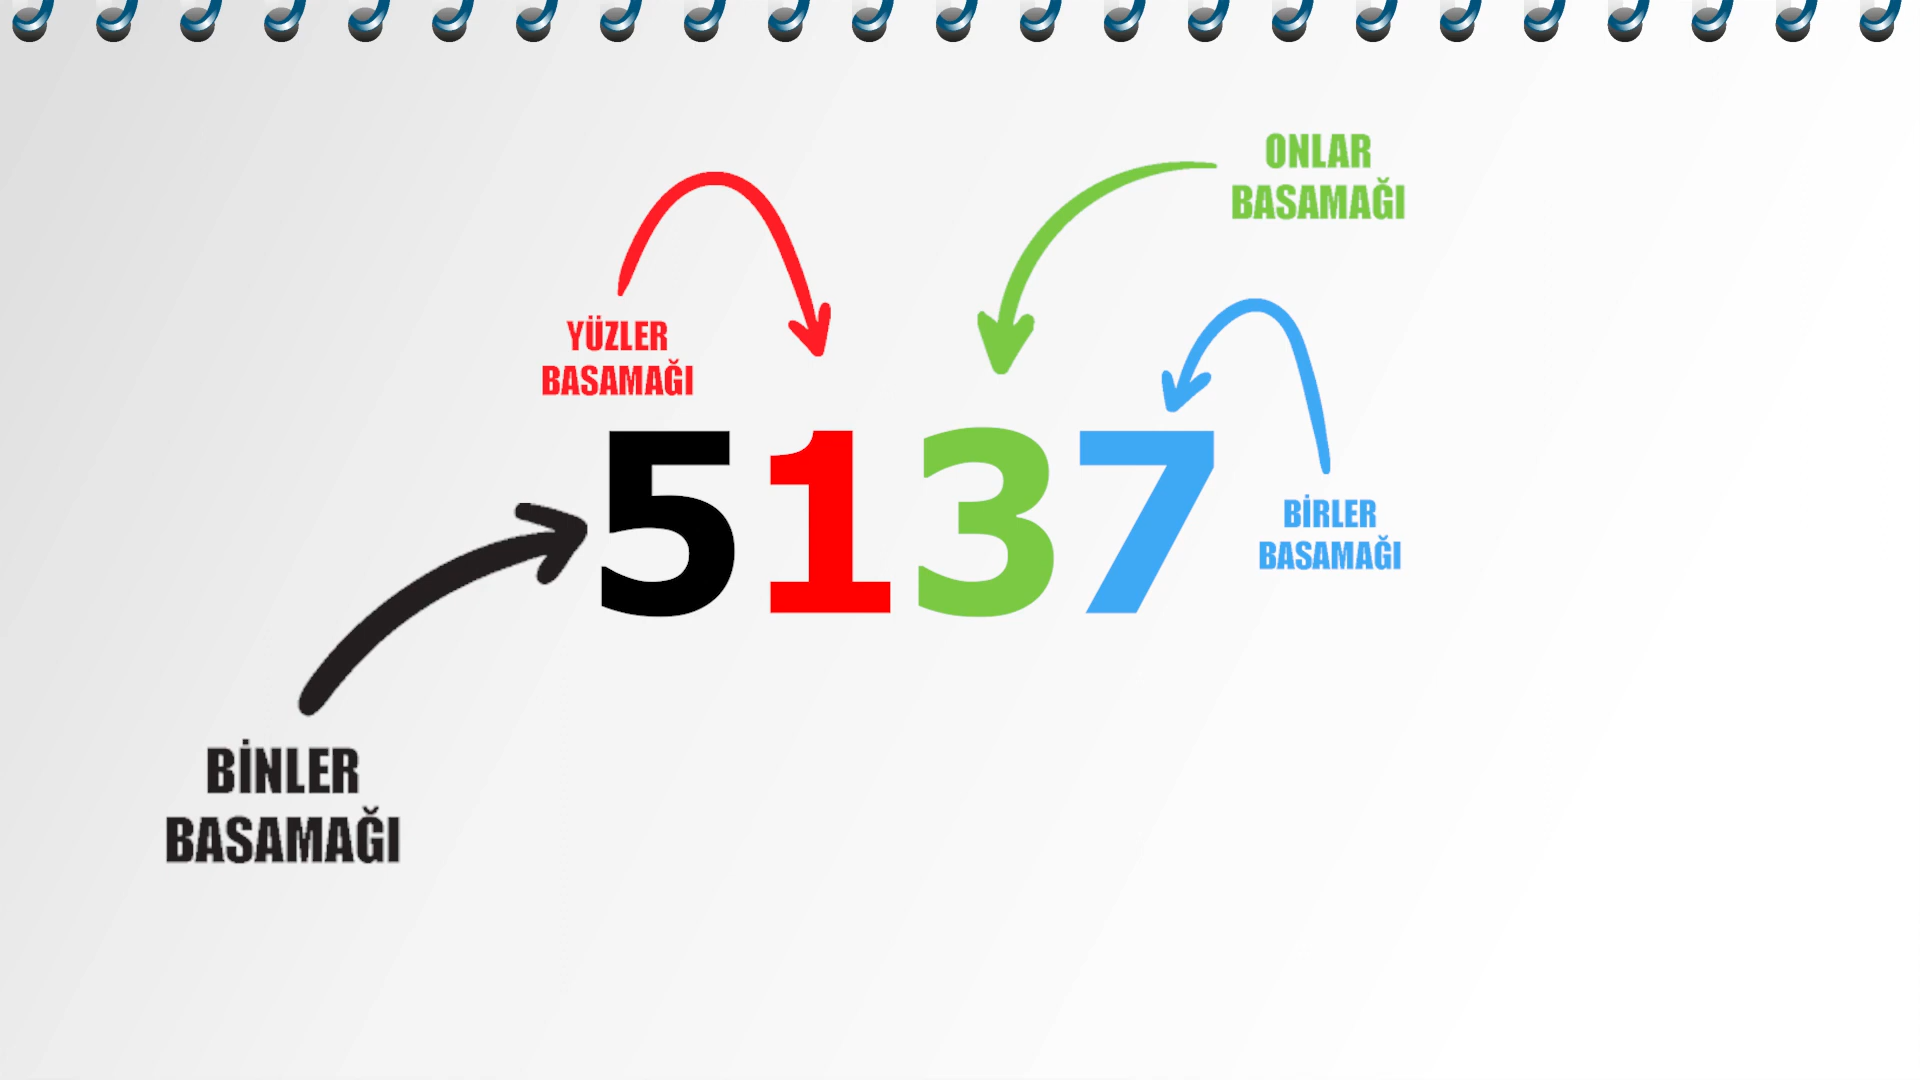 ONLAR
BASAMAĞI
YÜZLER
BASAMAĞI
5137
BİRLER
BASAMAĞI
BİNLER
BASAMAĞI